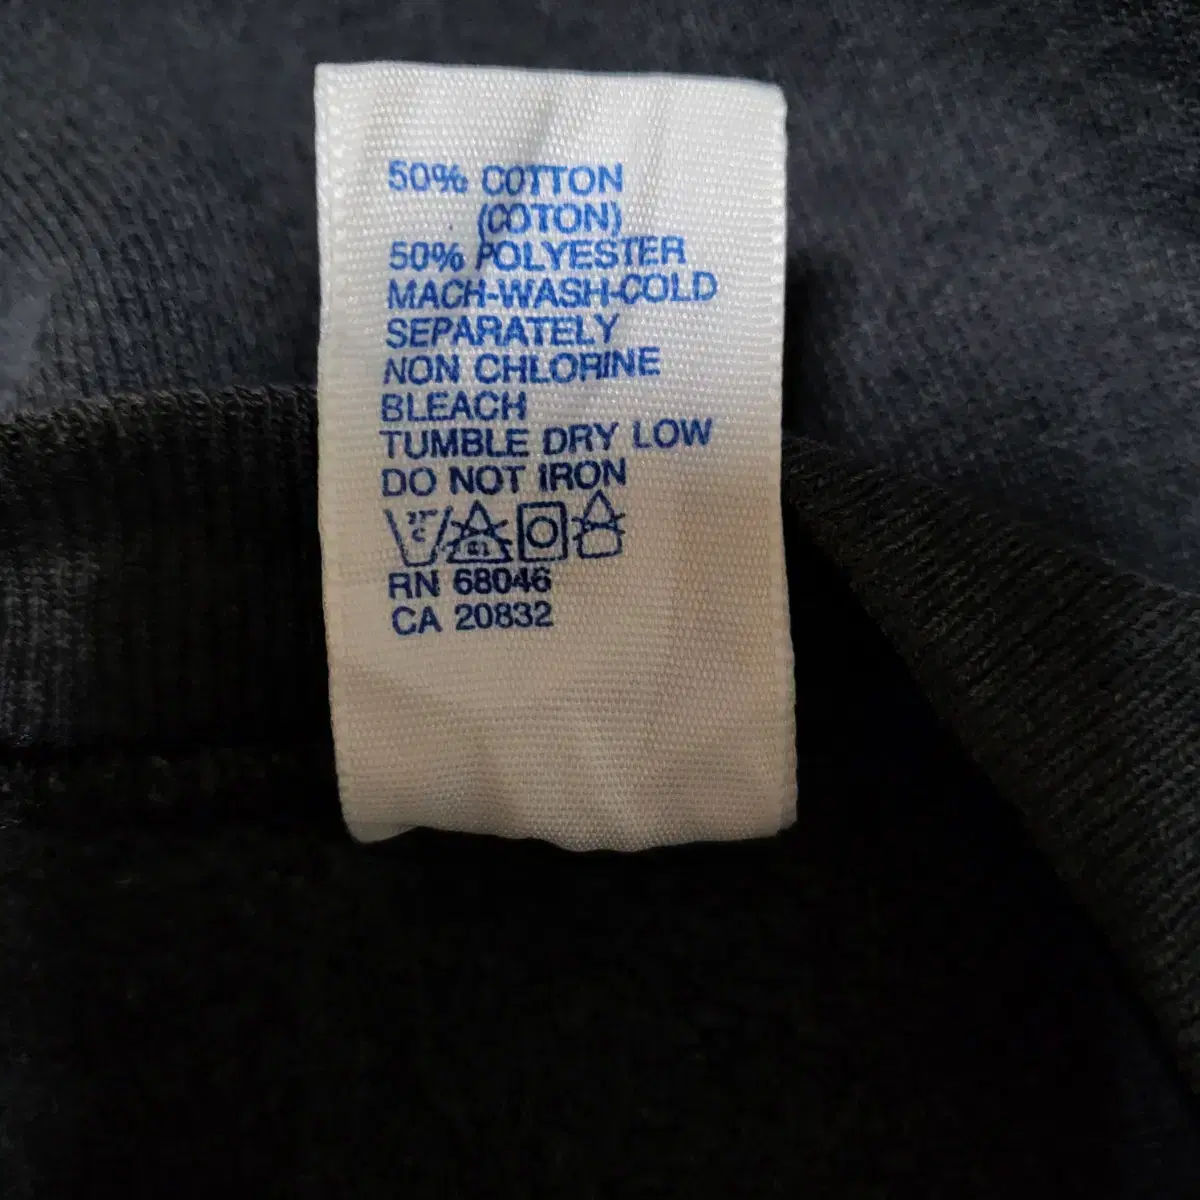 50% COTTON
(COTON)
50% POLYESTER
MACH-WASH-COLD
SEPARATELY
NON CHLORINE
BLEACH
TUMBLE DRY LOW
DO NOT IRON
RN 68046
CA 20832